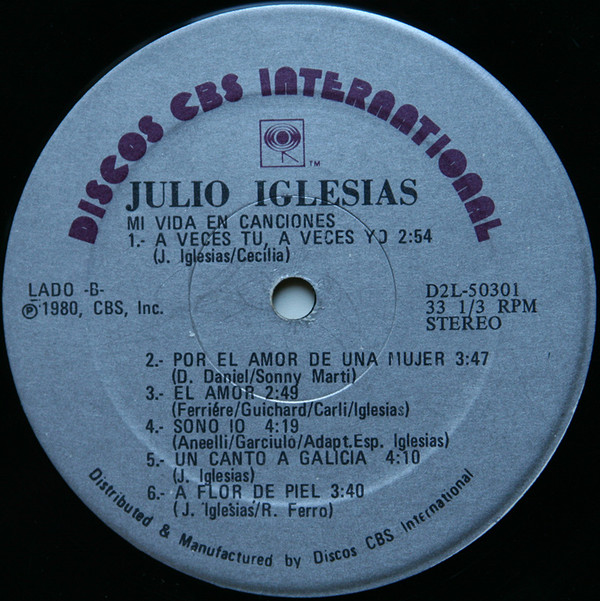 DISCOS CBS INTERNATIONAL
TM
JULIO IGLESIAS
MI VIDA EN CANCIONES
1.- A VECES TU, A VECES YO 2:54
(J. Iglesias/Cecília)
LADO -B-
℗1980, CBS, Inc.
D2L-50301
33 1/3 RPM
STEREO
2.- POR EL AMOR DE UNA MUJER 3:47
(D. Daniel/Sonny Marti)
3.- EL AMOR 2:49
(Ferriére/Guichard/Carli/Iglesias)
4.- SONO IO 4:19
(Aneelli/Garciulo/Adapt.Esp. Iglesias)
5.- UN CANTO A GALICIA 4:10
(J. Iglesias)
6.- A FLOR DE PIEL 3:40
(J. Iglesias/R. Ferro)
Distributed & Manufactured by Discos CBS International